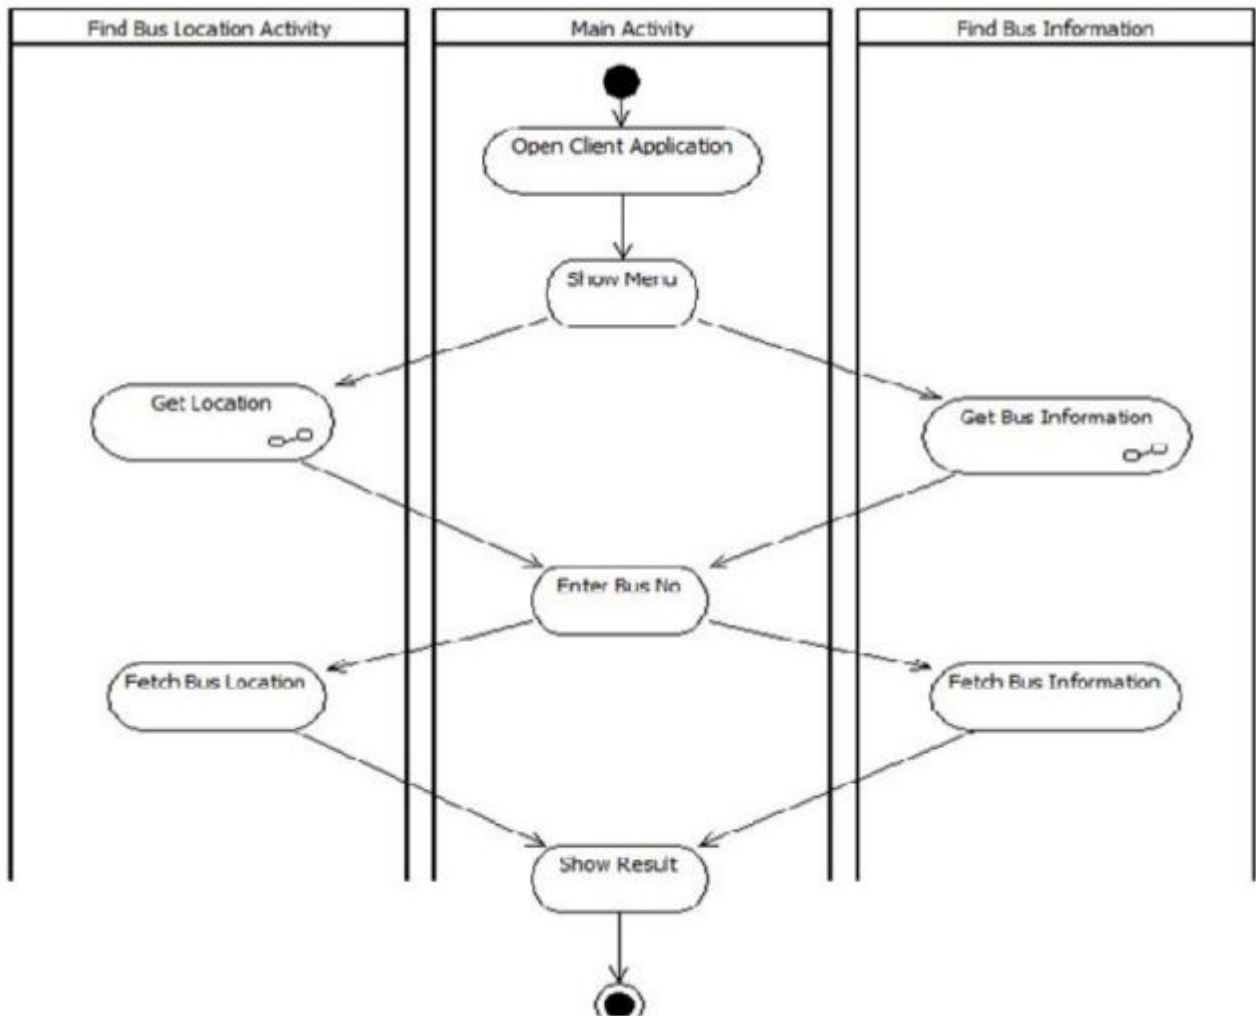 Find Bus Location Activity
Main Activity
Find Bus Information
Open Client Application
Show Menu
Get Location
Get Bus Information
Enter Bus No
Fetch Bus Location
Fetch Bus Information
Show Result